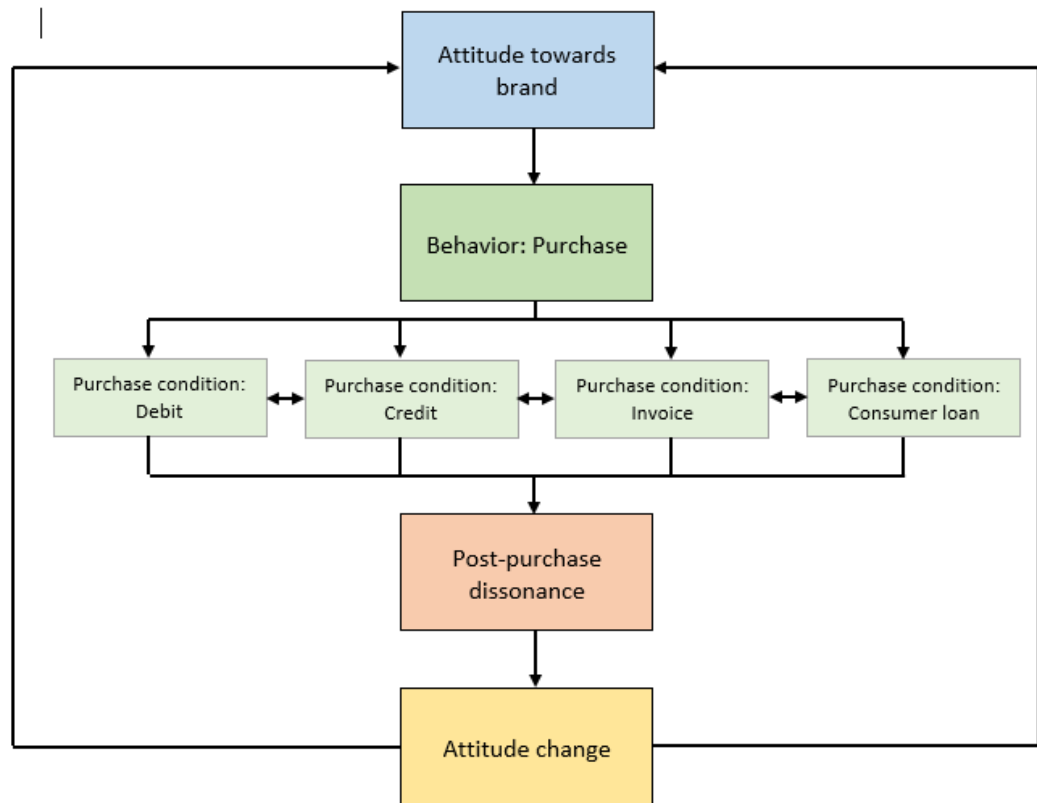 Attitude towards
brand
Behavior: Purchase
Purchase condition:
Debit
Purchase condition:
Credit
Purchase condition:
Invoice
Purchase condition:
Consumer loan
Post-purchase
dissonance
Attitude change